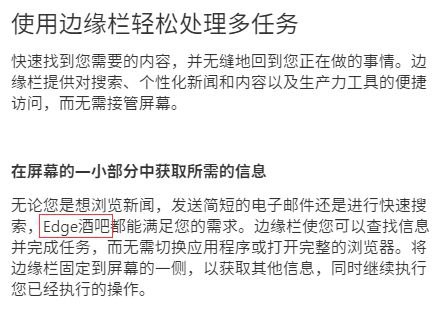 使用边缘栏轻松处理多任务
快速找到您需要的内容，并无缝地回到您正在做的事情。边
缘栏提供对搜索、个性化新闻和内容以及生产力工具的便捷
访问，而无需接管屏幕。
在屏幕的一小部分中获取所需的信息
无论您是想浏览新闻，发送简短的电子邮件还是进行快速搜
索，Edge酒吧都能满足您的需求。边缘栏使您可以查找信息
并完成任务，而无需切换应用程序或打开完整的浏览器。将
边缘栏固定到屏幕的一侧，以获取其他信息，同时继续执行
您已经执行的操作。